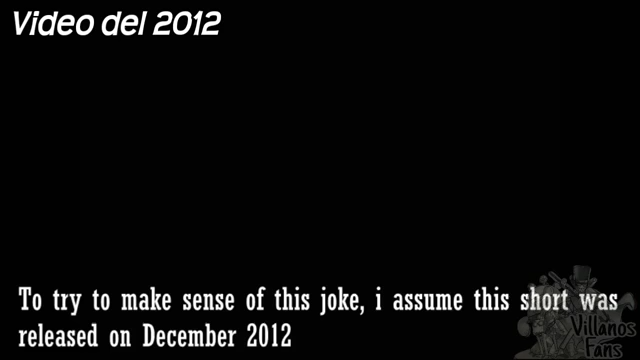 Video del 2012
To try to make sense of this joke, i assume this short was
released on December 2012
Villanos
Fans